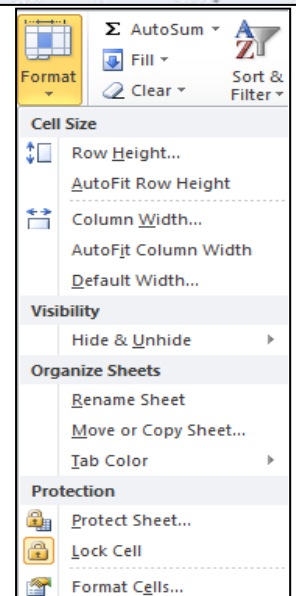 Format
Σ AutoSum
Fill
Clear
Sort &
Filter
Cell Size
Row Height...
AutoFit Row Height
Column Width...
AutoFit Column Width
Default Width...
Visibility
Hide & Unhide
Organize Sheets
Rename Sheet
Move or Copy Sheet...
Tab Color
Protection
Protect Sheet...
Lock Cell
Format Cells...